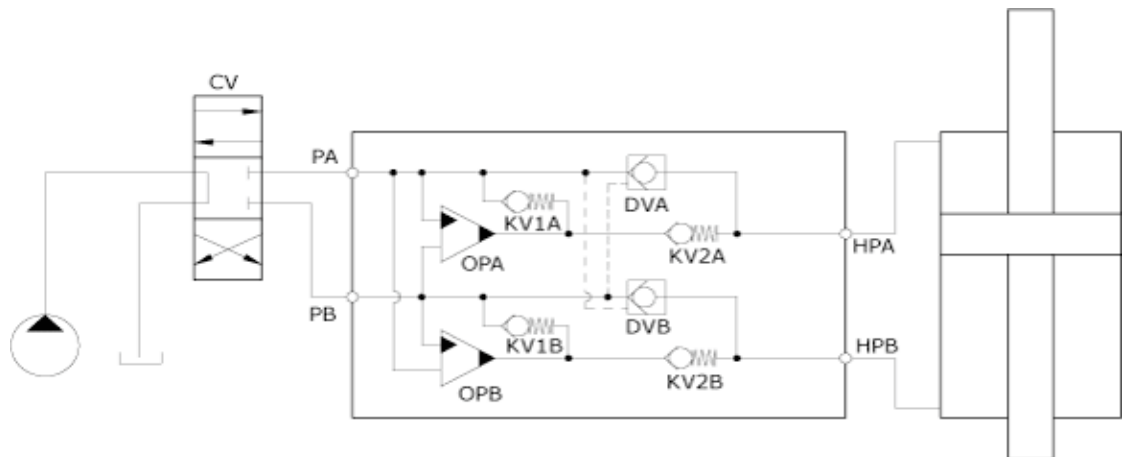 CV
PA
DVA
KV1A
OPA
KV2A
HPA
PB
DVB
KV1B
OPB
KV2B
HPB